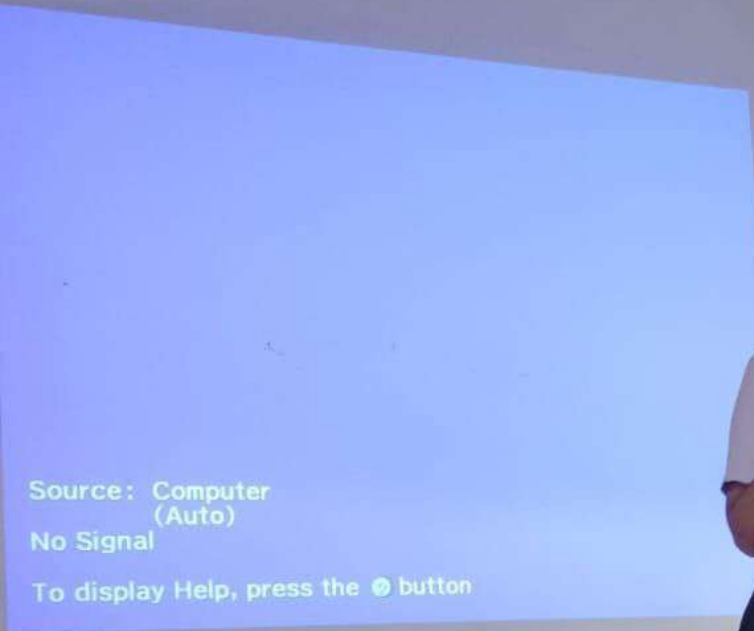 Source: Computer
(Auto)
No Signal
To display Help, press the button